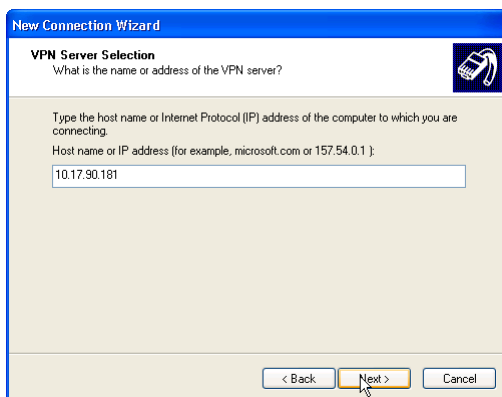 New Connection Wizard
VPN Server Selection
What is the name or address of the VPN server?
Type the host name or Internet Protocol (IP) address of the computer to which you are
connecting.
Host name or IP address (for example, microsoft.com or 157.54.0.1 ):
10.17.90.181
< Back
Next >
Cancel